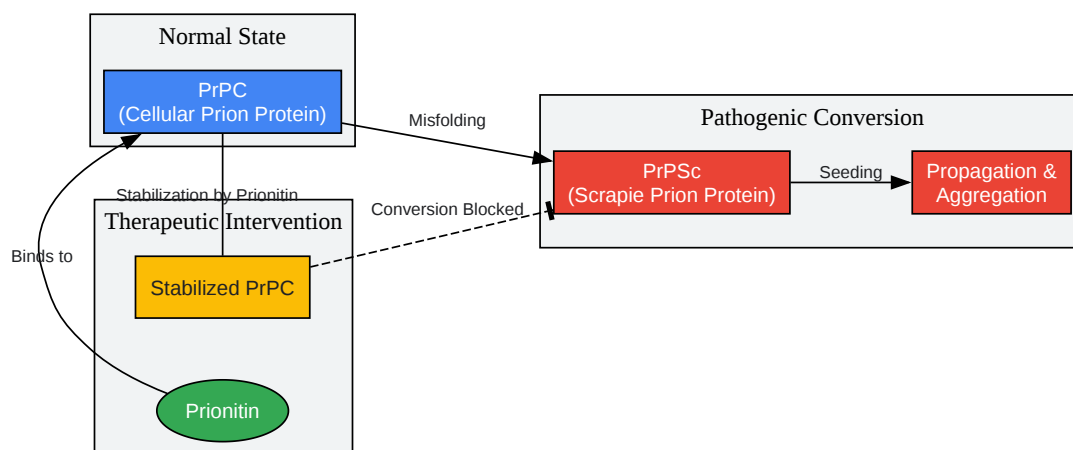 Normal State
PrPC
(Cellular Prion Protein)
Misfolding
Pathogenic Conversion
PrPSc
(Scrapie Prion Protein)
Seeding
Propagation &
Aggregation
Stabilization by Prionitin
Therapeutic Intervention
Conversion Blocked
Binds to
Stabilized PrPC
Prionitin